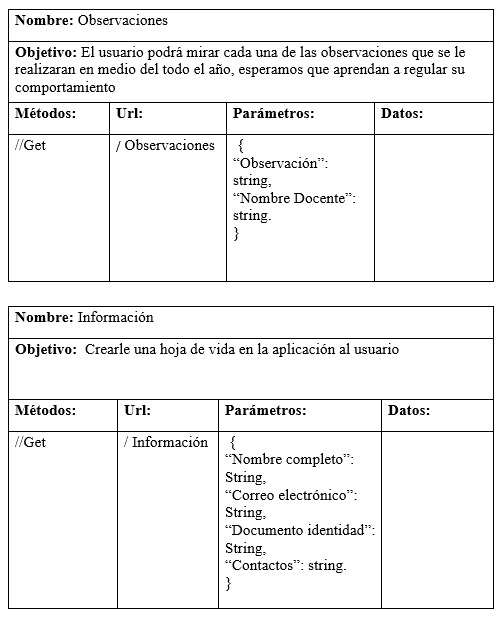 Nombre: Observaciones
Objetivo: El usuario podrá mirar cada una de las observaciones que se le
realizaran en medio del todo el año, esperamos que aprendan a regular su
comportamiento
Métodos: Url: Parámetros: Datos:
//Get / Observaciones {
“Observación”:
string,
“Nombre Docente”:
string.
}
Nombre: Información
Objetivo: Crearle una hoja de vida en la aplicación al usuario
Métodos: Url: Parámetros: Datos:
//Get / Información {
“Nombre completo”:
String,
“Correo electrónico”:
String,
“Documento identidad”:
String,
“Contactos”: string.
}